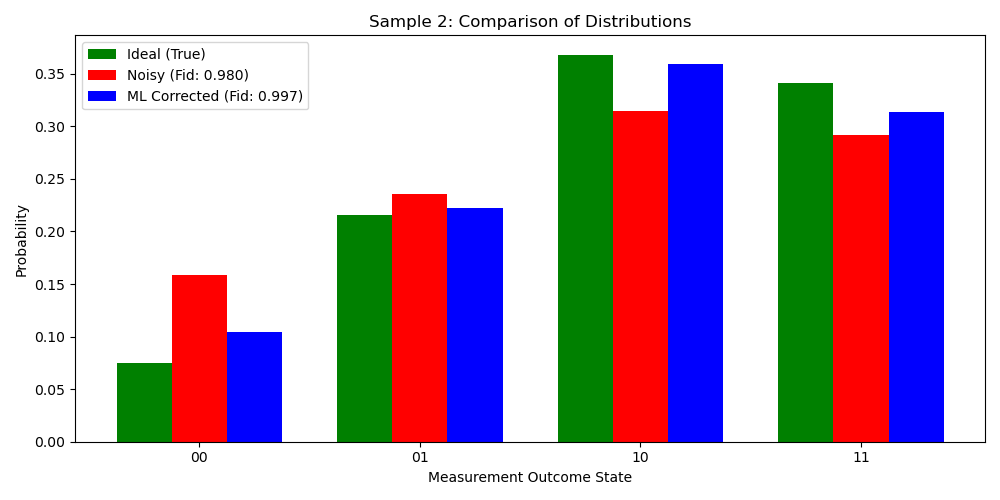 Sample 2: Comparison of Distributions
Ideal (True)
Noisy (Fid: 0.980)
ML Corrected (Fid: 0.997)
Probability
0.35
0.30
0.25
0.20
0.15
0.10
0.05
0.00
00
01
10
11
Measurement Outcome State